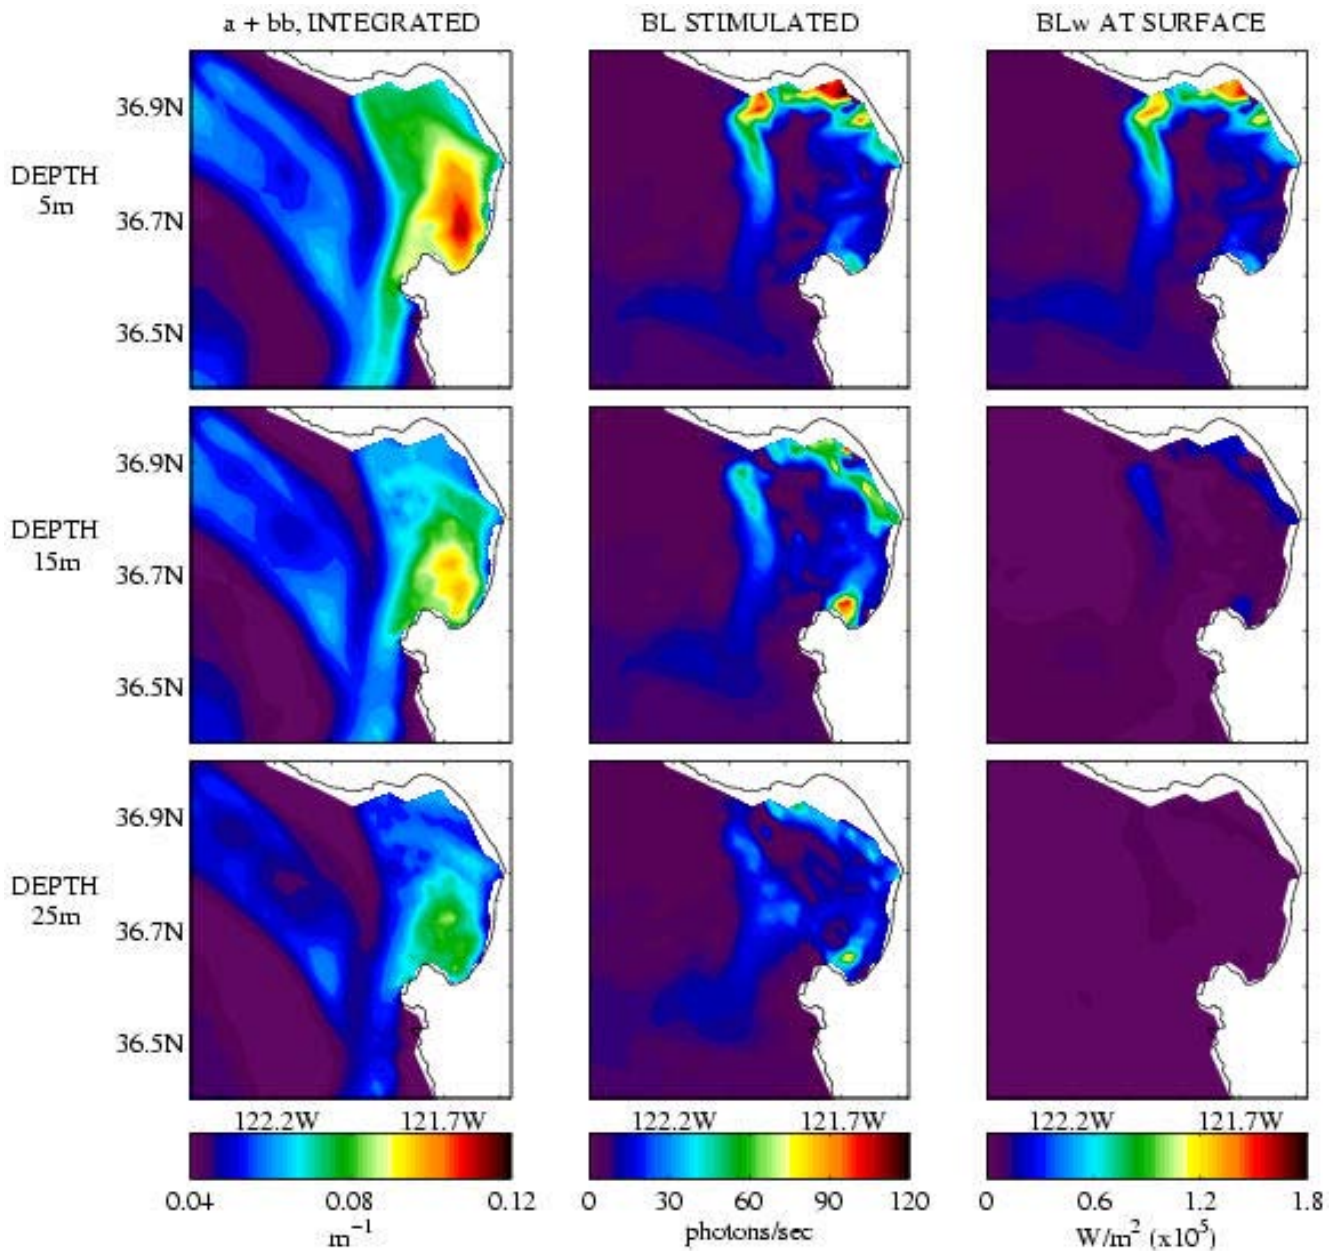 a + bb, INTEGRATED BL STIMULATED BLw AT SURFACE
36.9N
DEPTH
5m
36.7N
36.5N
36.9N
DEPTH
15m
36.7N
36.5N
36.9N
DEPTH
25m
36.7N
36.5N
122.2W 121.7W 122.2W 121.7W 122.2W 121.7W
0.04 0.08 0.12 0 30 60 90 120 0 0.6 1.2 1.8
m⁻¹ photons/sec W/m² (x10⁵)